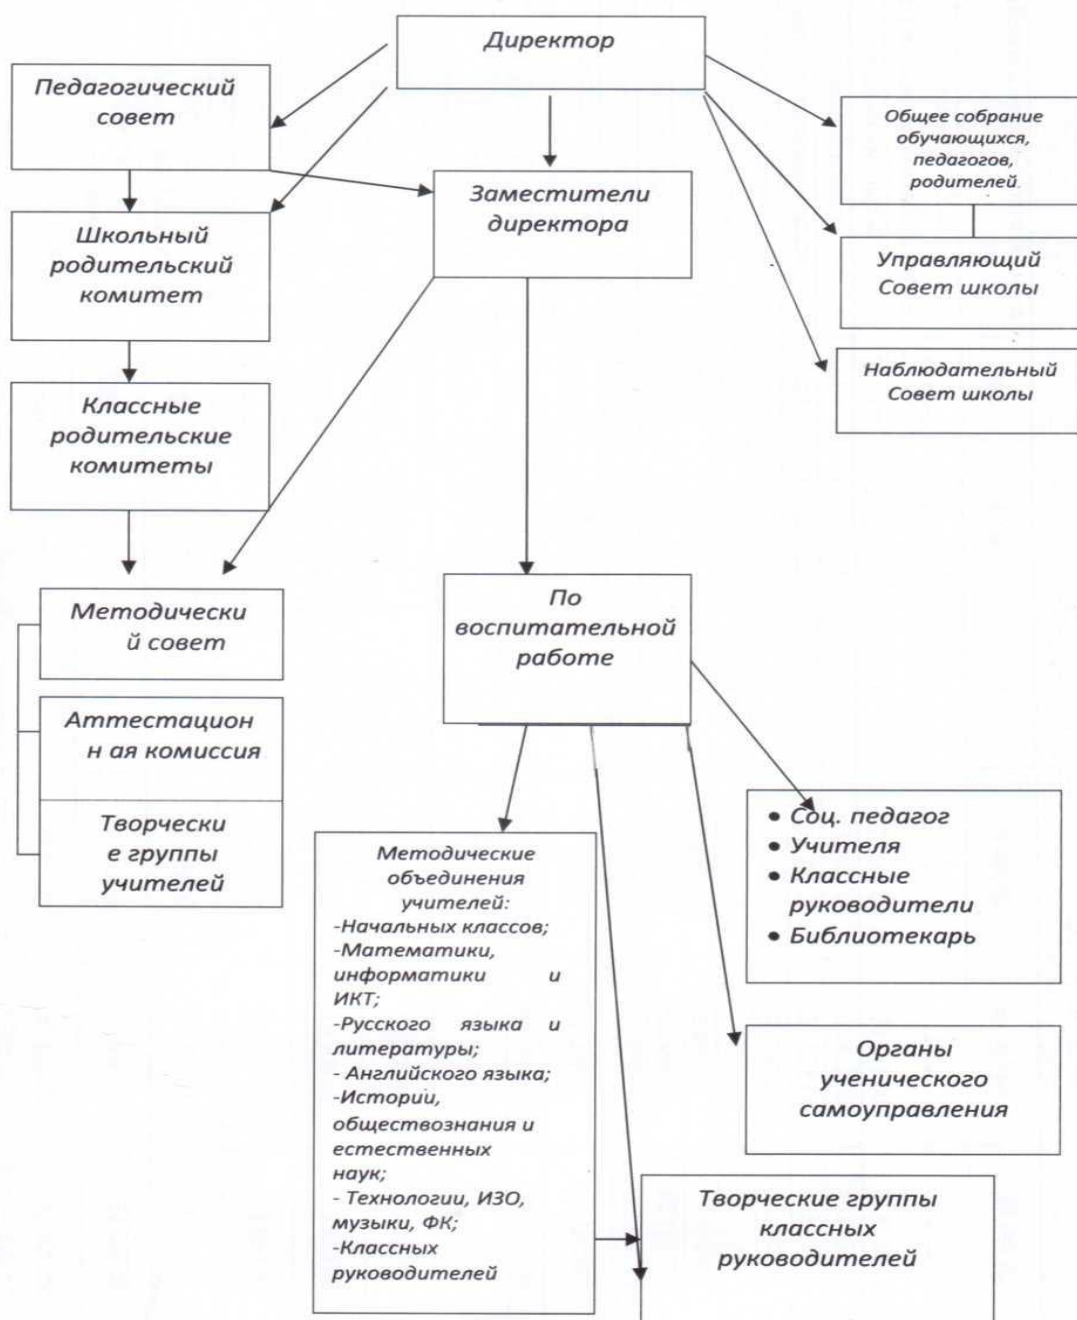 Директор
Педагогический
совет
Общее собрание
обучающихся,
педагогов,
родителей.
Заместители
директора
Школьный
родительский
комитет
Управляющий
Совет школы
Наблюдательный
Совет школы
Классные
родительские
комитеты
По
воспитательной
работе
Методически
й совет
Аттестацион
н ая комиссия
Творчески
е группы
учителей
• Соц. педагог
• Учителя
• Классные
руководители
• Библиотекарь
Методические
объединения
учителей:
-Начальных классов;
-Математики,
информатики и
ИКТ;
-Русского языка и
литературы;
- Английского языка;
-Истории,
обществознания и
естественных
наук;
- Технологии, ИЗО,
музыки, ФК;
-Классных
руководителей
Органы
ученического
самоуправления
Творческие группы
классных
руководителей